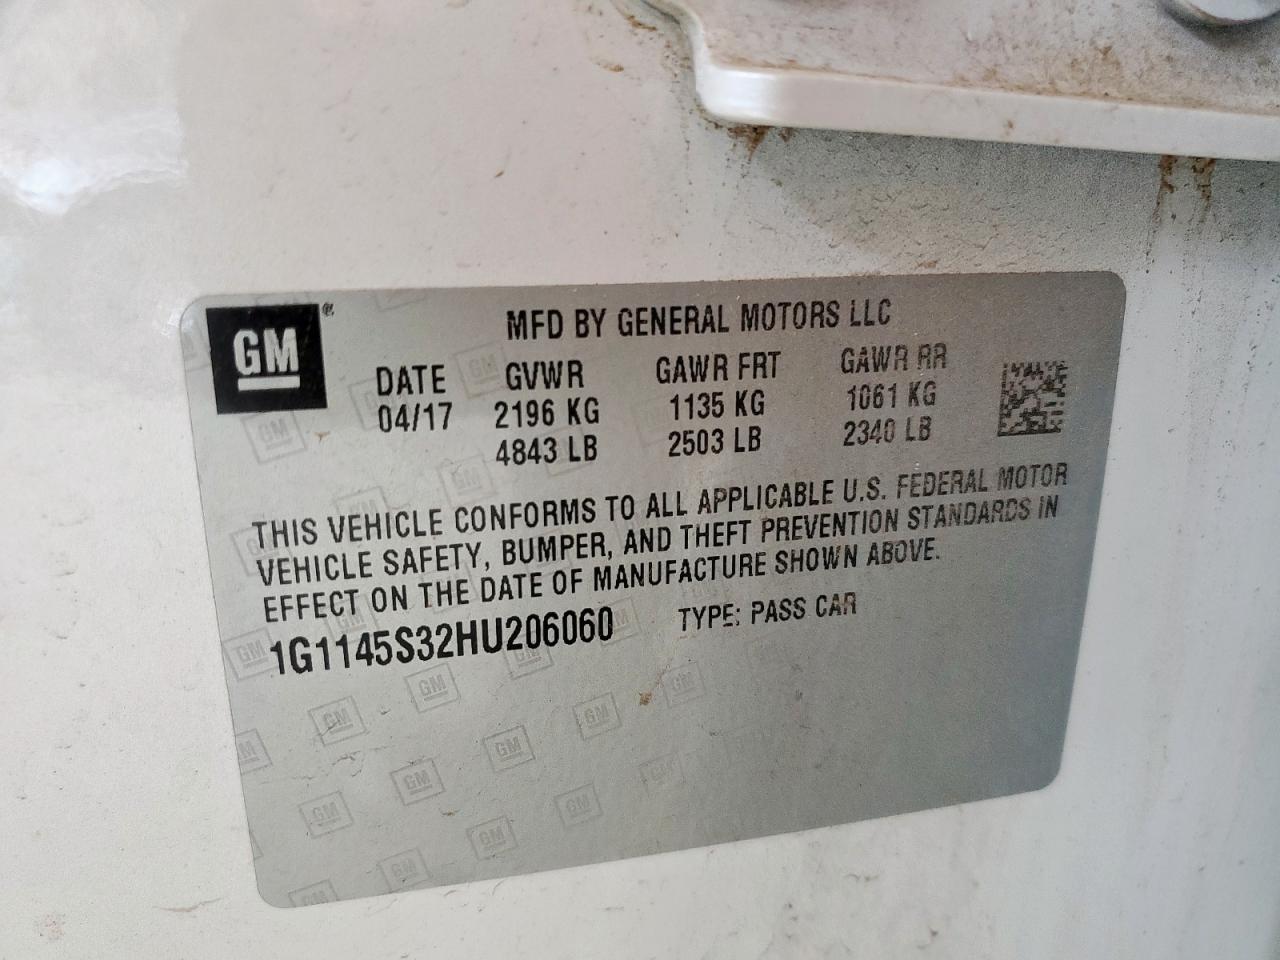 GM®
MFD BY GENERAL MOTORS LLC
DATE GVWR GAWR FRT GAWR RR
04/17 2196 KG 1135 KG 1061 KG
4843 LB 2503 LB 2340 LB
THIS VEHICLE CONFORMS TO ALL APPLICABLE U.S. FEDERAL MOTOR
VEHICLE SAFETY, BUMPER, AND THEFT PREVENTION STANDARDS IN
EFFECT ON THE DATE OF MANUFACTURE SHOWN ABOVE.
1G1145S32HU206060 TYPE: PASS CAR